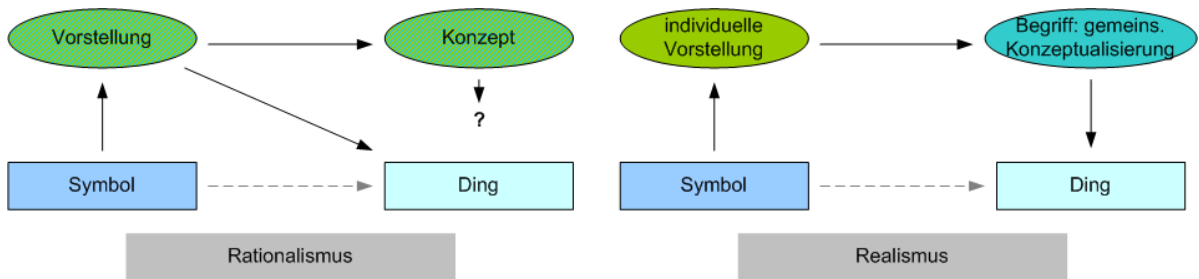 Vorstellung
Konzept
?
Symbol
Ding
Rationalismus
individuelle
Vorstellung
Begriff: gemeins.
Konzeptualisierung
Symbol
Ding
Realismus